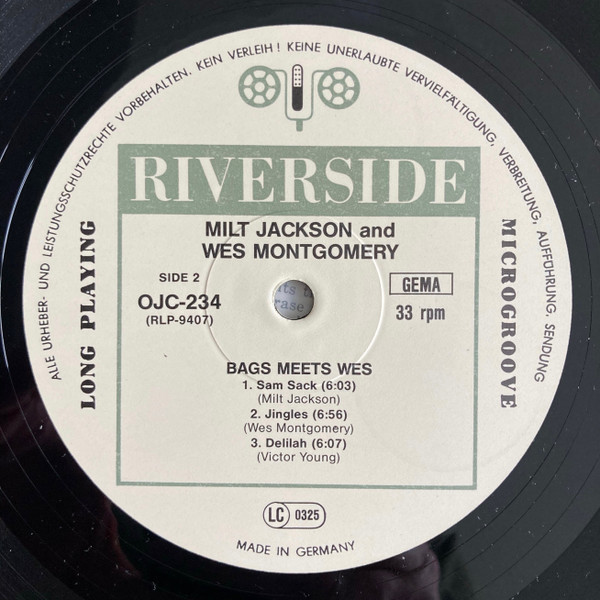 ALLE URHEBER- UND LEISTUNGSSCHUTZRECHTE VORBEHALTEN. KEIN VERLEIH! KEINE UNERLAUBTE VERVIELFÄLTIGUNG, VERBREITUNG, AUFFÜHRUNG, SENDUNG
RIVERSIDE
LONG PLAYING
MICROGROOVE
MILT JACKSON and
WES MONTGOMERY
SIDE 2
OJC-234
(RLP-9407)
GEMA
33 rpm
BAGS MEETS WES
1. Sam Sack (6:03)
(Milt Jackson)
2. Jingles (6:56)
(Wes Montgomery)
3. Delilah (6:07)
(Victor Young)
LC 0325
MADE IN GERMANY